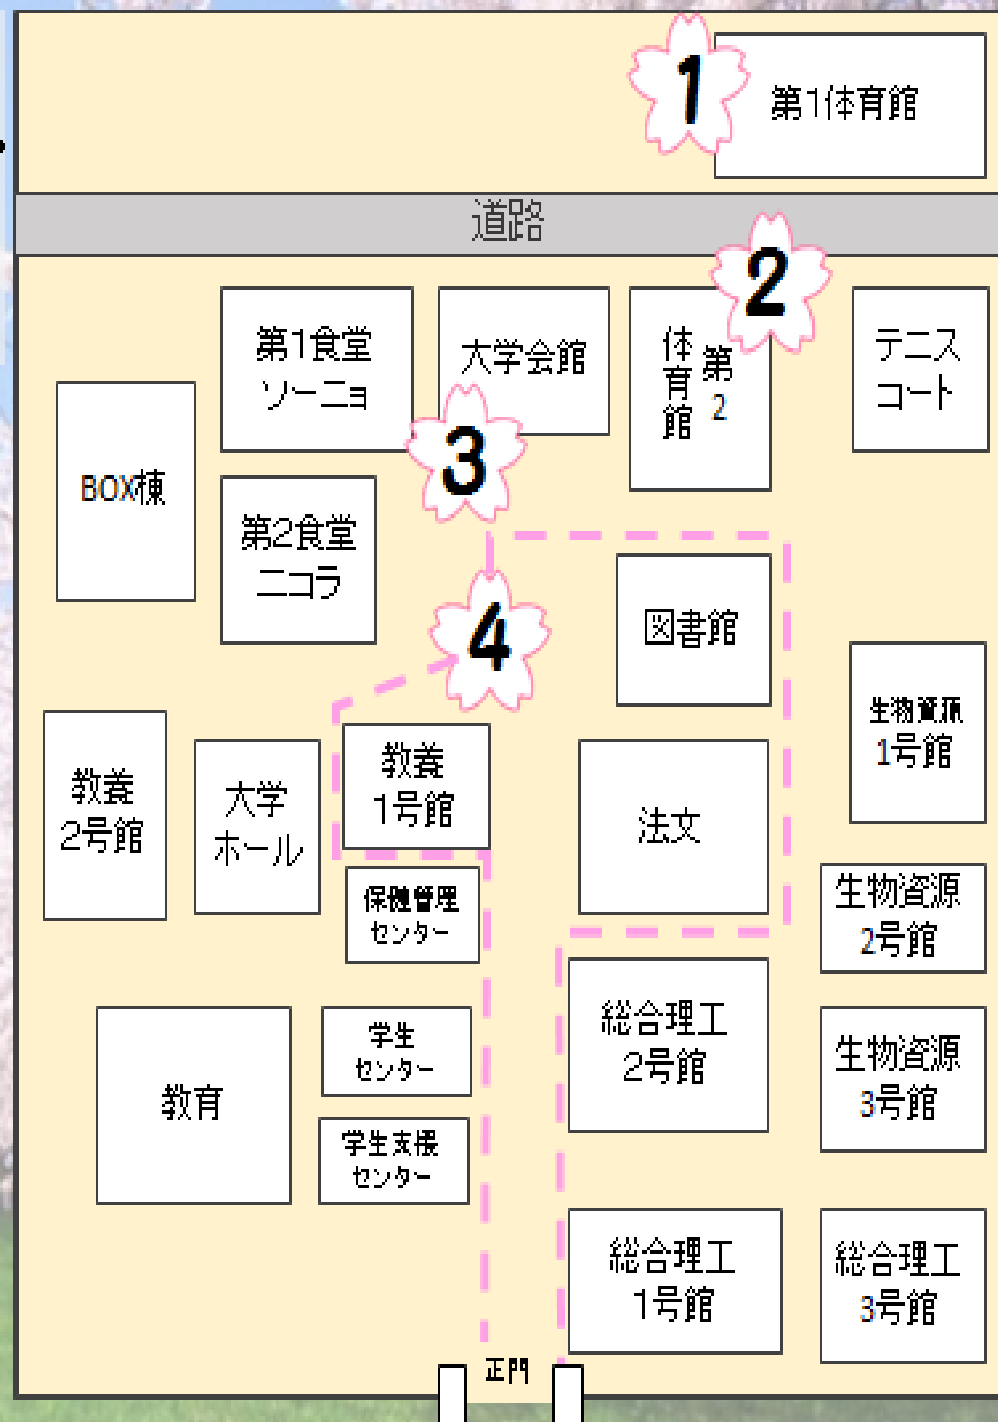 1
第1体育館
道路
2
第1食堂
ソーニョ
大学会館
第2
体育館
テニス
コート
3
BOX棟
第2食堂
ニコラ
4
図書館
生物資源
1号館
教養
2号館
大学
ホール
教養
1号館
法文
生物資源
2号館
保健管理
センター
総合理工
2号館
生物資源
3号館
教育
学生
センター
学生支援
センター
総合理工
1号館
総合理工
3号館
正門